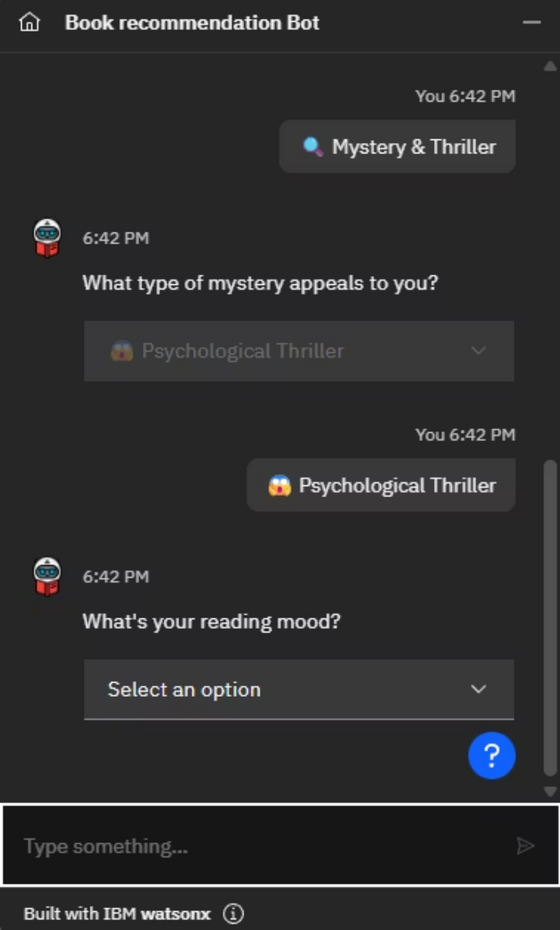 Book recommendation Bot
You 6:42 PM
🔍 Mystery & Thriller
6:42 PM
What type of mystery appeals to you?
😱 Psychological Thriller
You 6:42 PM
😱 Psychological Thriller
6:42 PM
What's your reading mood?
Select an option
?
Type something...
Built with IBM watsonx